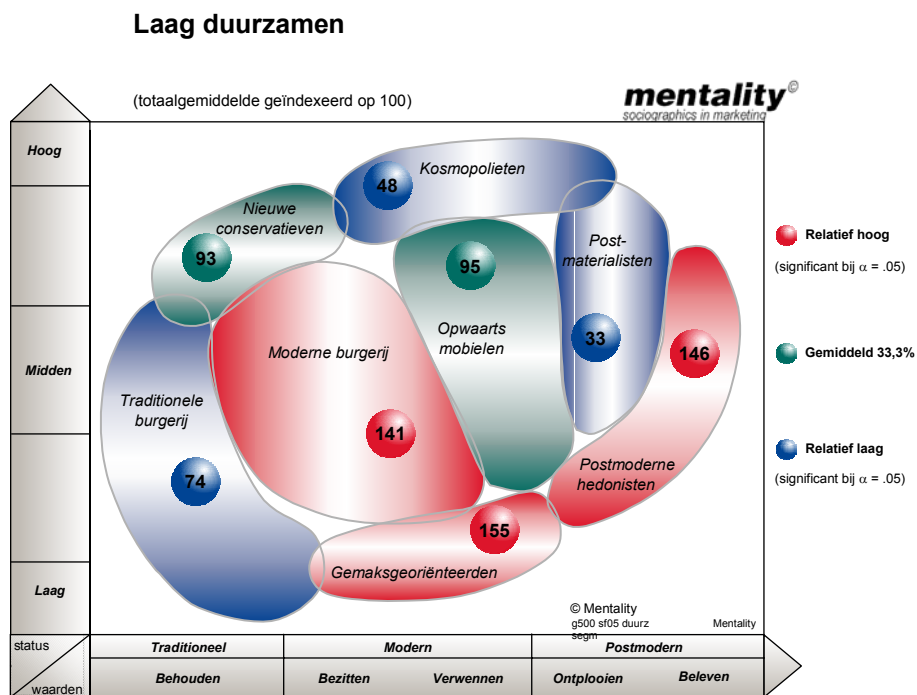 Laag duurzamen
(totaalgemiddelde geïndexeerd op 100)
mentality©
sociographics in marketing
Hoog
Midden
Laag
Kosmopolieten
48
Nieuwe
conservatieven
93
95
Post-
materialisten
Opwaarts
mobielen
33
Moderne burgerij
146
Traditionele
burgerij
141
74
Postmoderne
hedonisten
155
Gemaksgeoriënteerden
Relatief hoog
(significant bij α = .05)
Gemiddeld 33,3%
Relatief laag
(significant bij α = .05)
© Mentality
g500 sf05 duurz
segm
Mentality
status
waarden
Traditioneel
Modern
Postmodern
Behouden
Bezitten
Verwennen
Ontplooien
Beleven